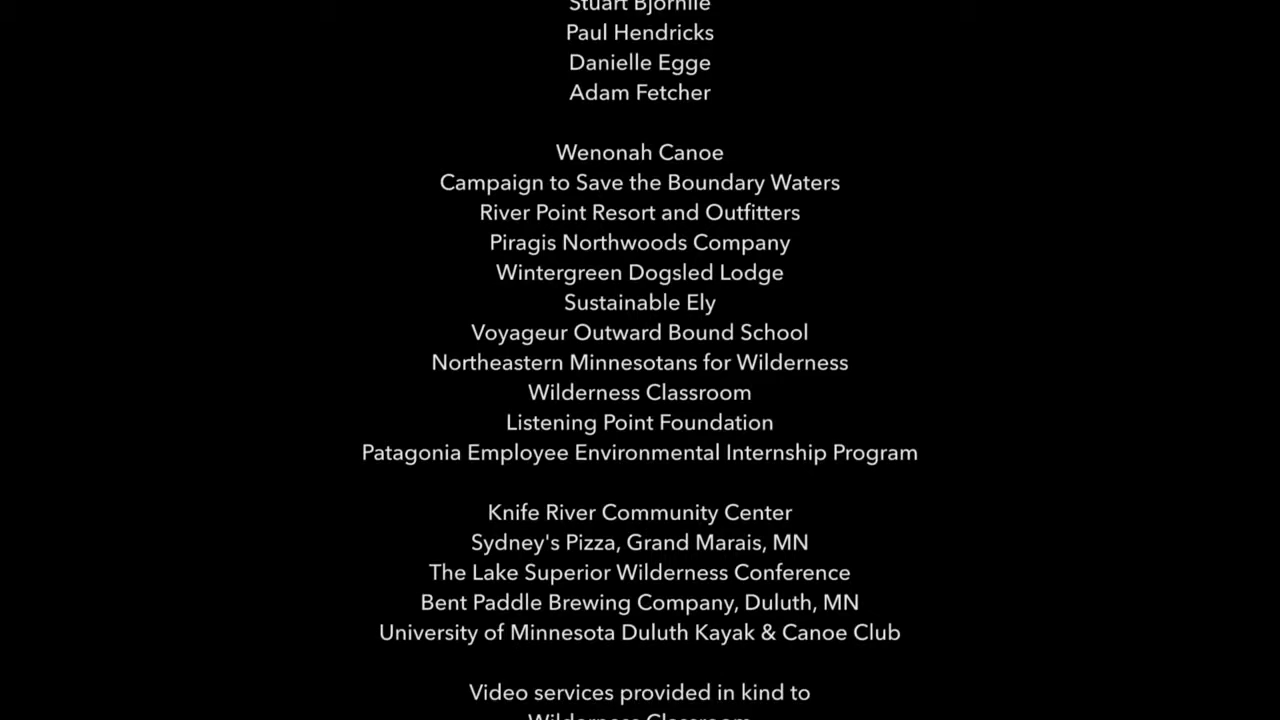 Stuart Bjornlie
Paul Hendricks
Danielle Egge
Adam Fetcher
Wenonah Canoe
Campaign to Save the Boundary Waters
River Point Resort and Outfitters
Piragis Northwoods Company
Wintergreen Dogsled Lodge
Sustainable Ely
Voyageur Outward Bound School
Northeastern Minnesotans for Wilderness
Wilderness Classroom
Listening Point Foundation
Patagonia Employee Environmental Internship Program
Knife River Community Center
Sydney's Pizza, Grand Marais, MN
The Lake Superior Wilderness Conference
Bent Paddle Brewing Company, Duluth, MN
University of Minnesota Duluth Kayak & Canoe Club
Video services provided in kind to
Wilderness Classroom